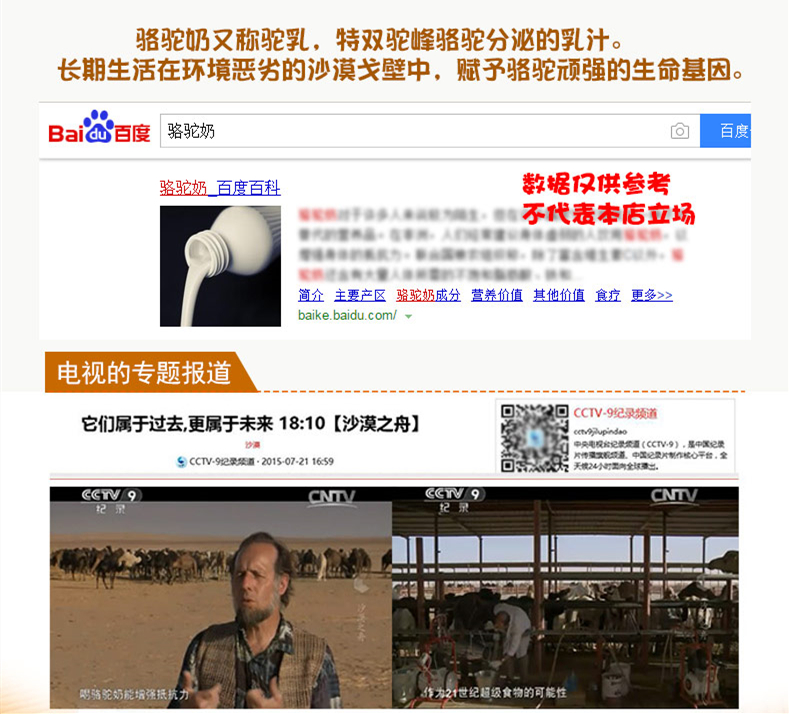 骆驼奶又称驼乳，特双驼峰骆驼分泌的乳汁。
长期生活在环境恶劣的沙漠戈壁中，赋予骆驼顽强的生命基因。
Bai du 百度
骆驼奶
百度
骆驼奶_百度百科
数据仅供参考
不代表本店立场
简介 主要产区 骆驼奶成分 营养价值 其他价值 食疗 更多>>
baike.baidu.com/
电视的专题报道
它们属于过去,更属于未来 18:10【沙漠之舟】
沙漠
CCTV-9纪录频道 · 2015-07-21 16:59
CCTV-9纪录频道
cctv9jilupindao
中央电视台纪录频道（CCTV-9），是中国纪录
片传播旗舰频道、中国纪录片制作核心平台，全
天候24小时面向全球播出。
CCTV 9
纪录
CNTV
沙漠之舟
喝骆驼奶能增强抵抗力
CCTV 9
纪录
CNTV
作为21世纪超级食物的可能性